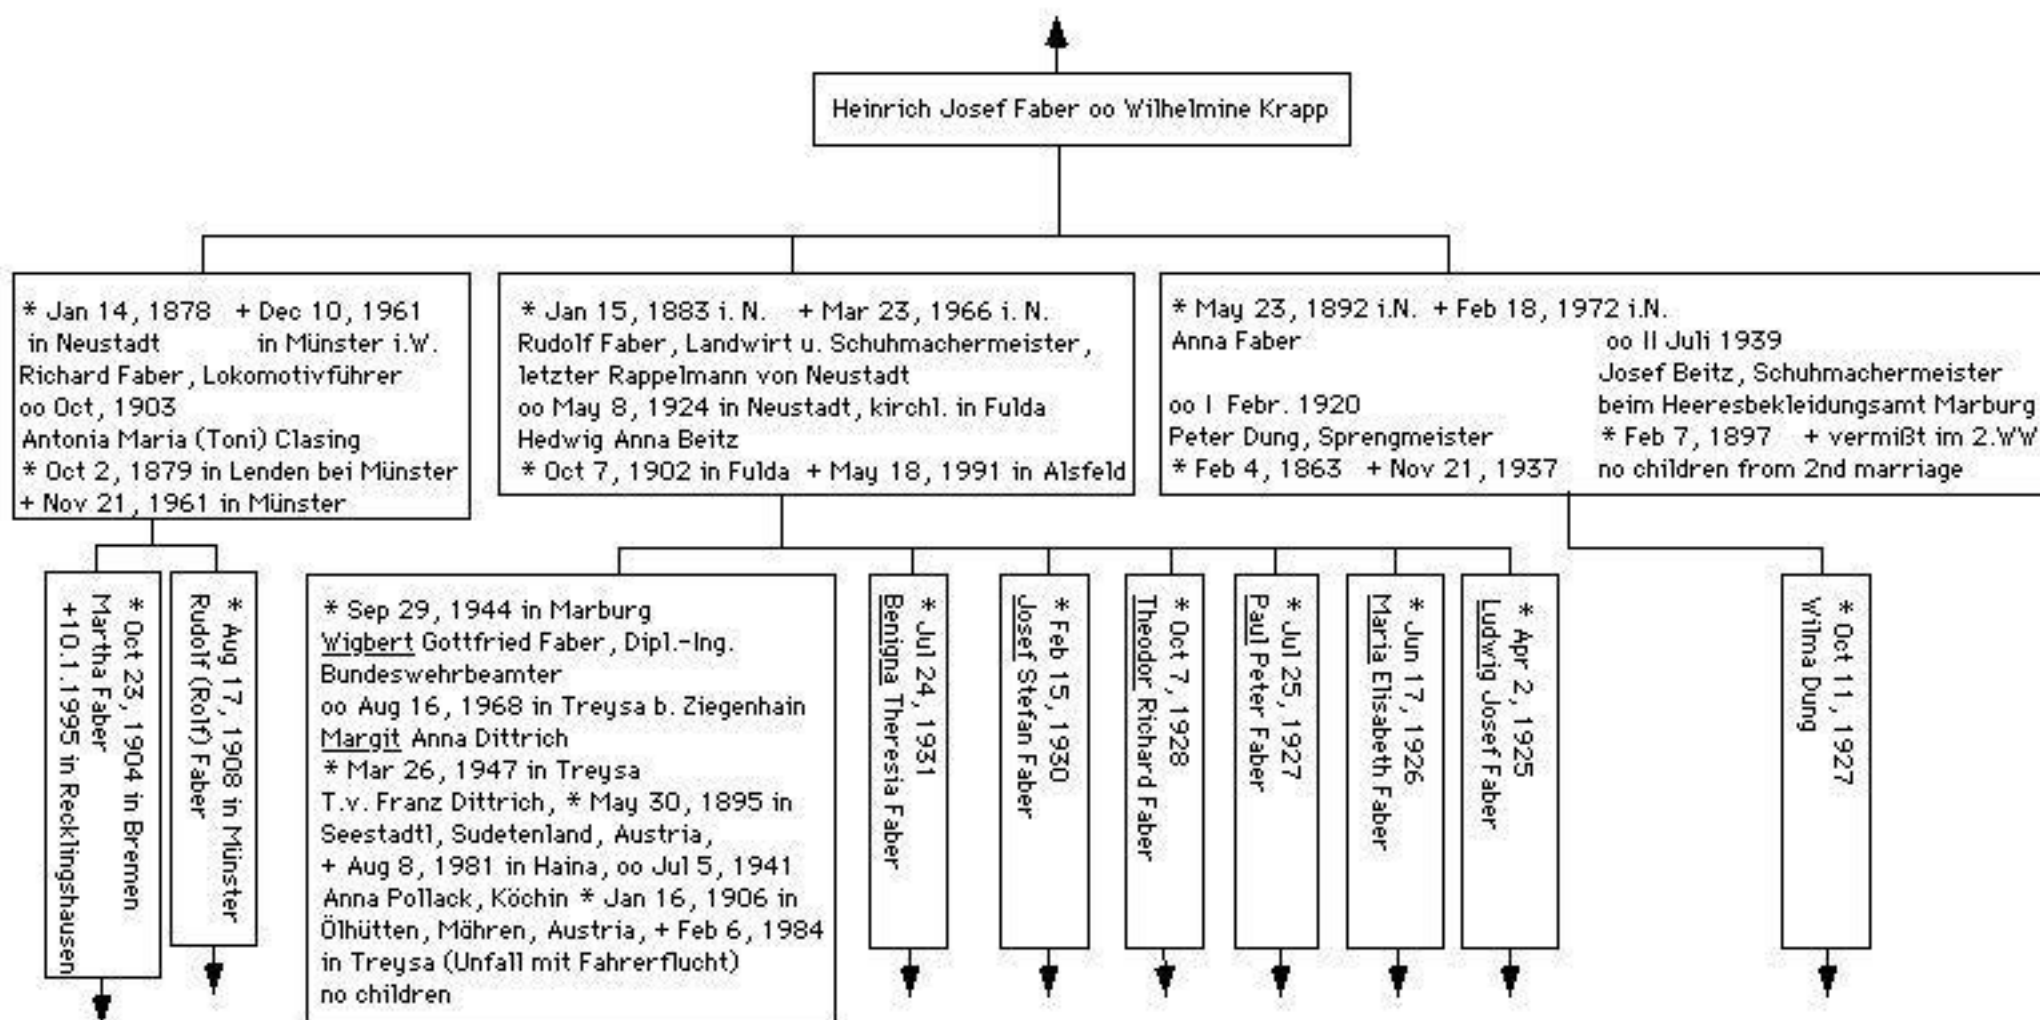 Heinrich Josef Faber oo Wilhelmine Krapp
* Jan 14, 1878 + Dec 10, 1961
in Neustadt in Münster i.W.
Richard Faber, Lokomotivführer
oo Oct, 1903
Antonia Maria (Toni) Clasing
* Oct 2, 1879 in Lenden bei Münster
+ Nov 21, 1961 in Münster
* Jan 15, 1883 i. N. + Mar 23, 1966 i. N.
Rudolf Faber, Landwirt u. Schuhmachermeister,
letzter Rappelmann von Neustadt
oo May 8, 1924 in Neustadt, kirchl. in Fulda
Hedwig Anna Beitz
* Oct 7, 1902 in Fulda + May 18, 1991 in Alsfeld
* May 23, 1892 i.N. + Feb 18, 1972 i.N.
Anna Faber
oo I Febr. 1920
Peter Dung, Sprengmeister
* Feb 4, 1863 + Nov 21, 1937
oo II Juli 1939
Josef Beitz, Schuhmachermeister
beim Heeresbekleidungsamt Marburg
* Feb 7, 1897 + vermißt im 2.WW
no children from 2nd marriage
* Oct 23, 1904 in Bremen
Martha Faber
+10.1.1995 in Recklingshausen
* Aug 17, 1908 in Münster
Rudolf (Rolf) Faber
* Sep 29, 1944 in Marburg
Wigbert Gottfried Faber, Dipl.-Ing.
Bundeswehrbeamter
oo Aug 16, 1968 in Treysa b. Ziegenhain
Margit Anna Dittrich
* Mar 26, 1947 in Treysa
T.v. Franz Dittrich, * May 30, 1895 in
Seestadtl, Sudetenland, Austria,
+ Aug 8, 1981 in Haina, oo Jul 5, 1941
Anna Pollack, Köchin * Jan 16, 1906 in
Ölhütten, Mähren, Austria, + Feb 6, 1984
in Treysa (Unfall mit Fahrerflucht)
no children
* Jul 24, 1931
Benigna Theresia Faber
* Feb 15, 1930
Josef Stefan Faber
* Oct 7, 1928
Theodor Richard Faber
* Jul 25, 1927
Paul Peter Faber
* Jun 17, 1926
Maria Elisabeth Faber
* Apr 2, 1925
Ludwig Josef Faber
* Oct 11, 1927
Wilma Dung